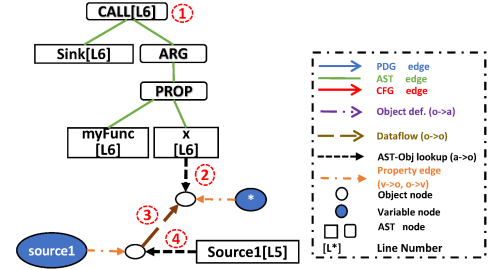 CALL[L6]
1
Sink[L6]
ARG
PROP
myFunc
[L6]
x
[L6]
2
*
3
4
source1
Source1[L5]
PDG edge
AST edge
CFG edge
Object def. (o->a)
Dataflow (o->o)
AST-Obj lookup (a->o)
Property edge
(v->o, o->v)
Object node
Variable node
AST node
[L*] Line Number